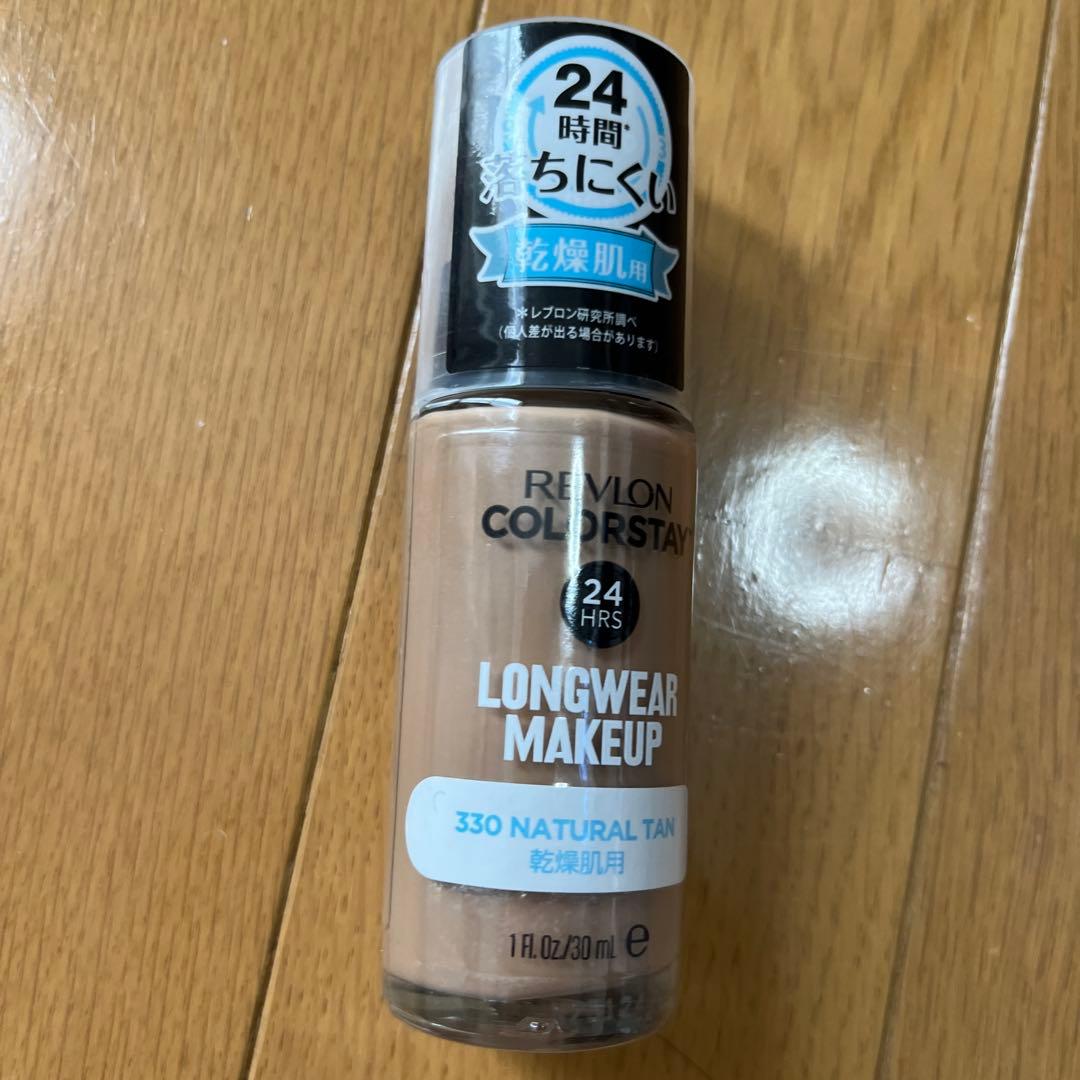 24
時間*
落ちにくい
乾燥肌用
*レブロン研究所調べ
(個人差が出る場合があります)
REVLON
COLORSTAY™
24
HRS
LONGWEAR
MAKEUP
330 NATURAL TAN
乾燥肌用
1 Fl. Oz./30 mL e